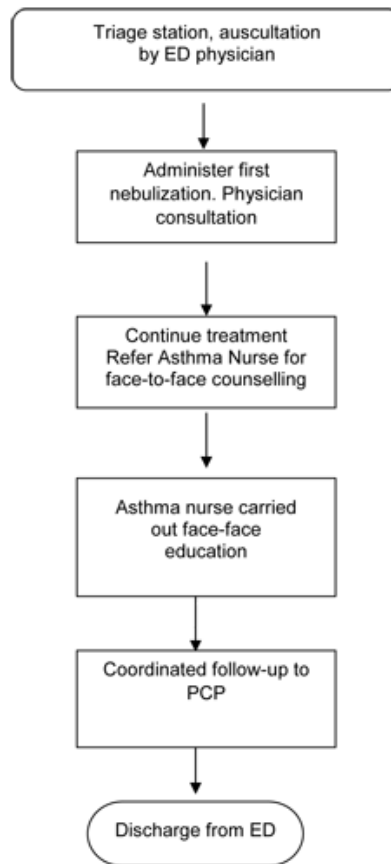 Triage station, auscultation
by ED physician
Administer first
nebulization. Physician
consultation
Continue treatment
Refer Asthma Nurse for
face-to-face counselling
Asthma nurse carried
out face-face
education
Coordinated follow-up to
PCP
Discharge from ED